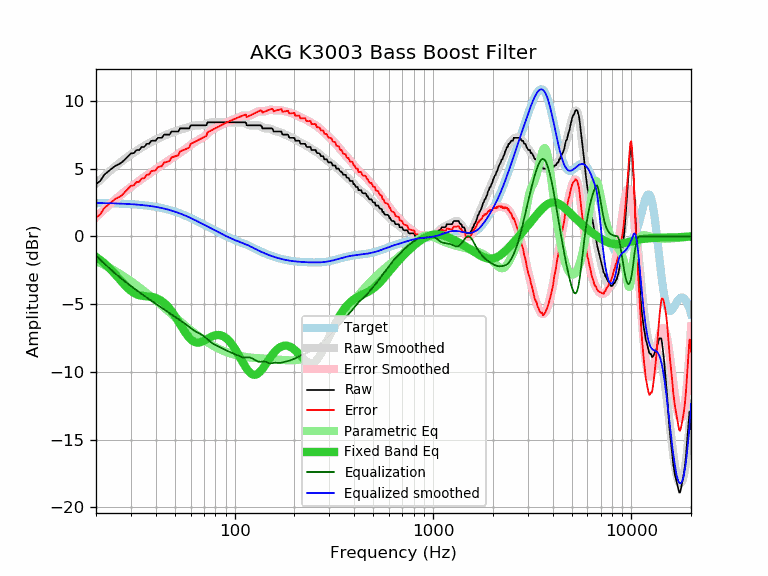 AKG K3003 Bass Boost Filter
10
5
0
−5
−10
−15
−20
Amplitude (dBr)
Target
Raw Smoothed
Error Smoothed
Raw
Error
Parametric Eq
Fixed Band Eq
Equalization
Equalized smoothed
100
1000
10000
Frequency (Hz)